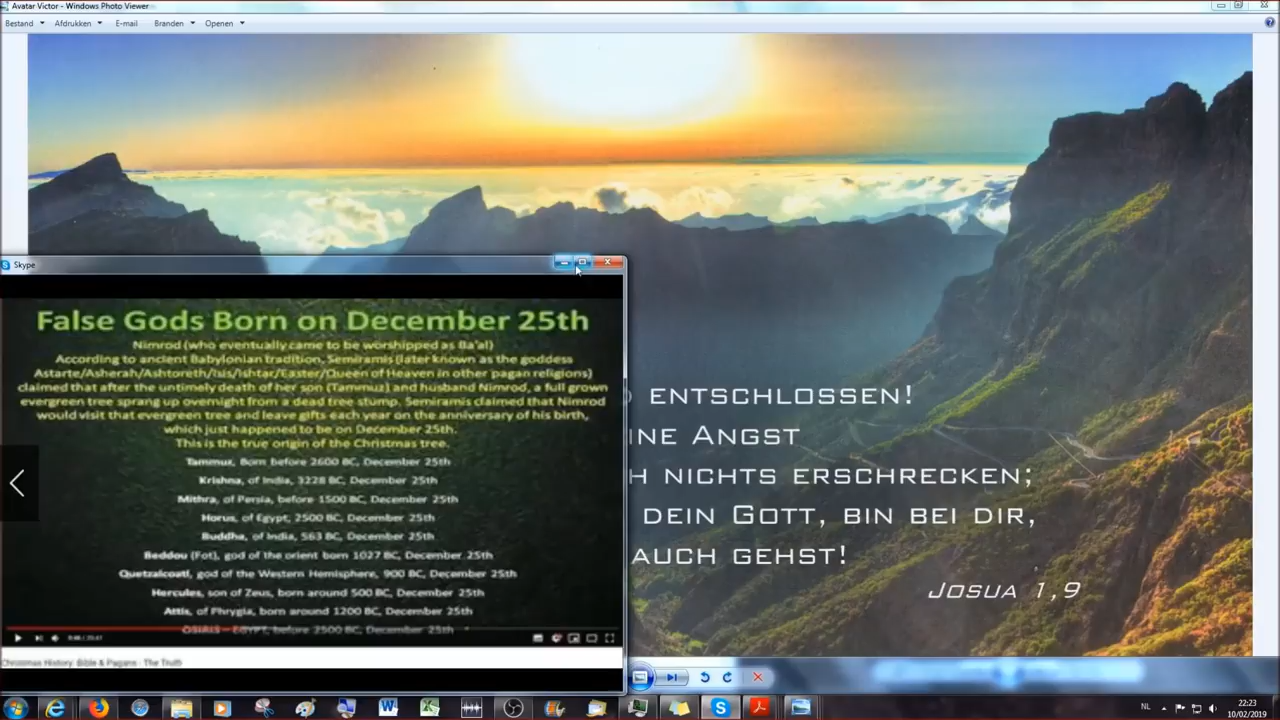 Avatar Victor - Windows Photo Viewer
Bestand Afdrukken E-mail Branden Openen
ENTSCHLOSSEN!
INE ANGST
H NICHTS ERSCHRECKEN;
DEIN GOTT, BIN BEI DIR,
AUCH GEHST!
JOSUA 1,9
Skype
False Gods Born on December 25th
Nimrod (who eventually came to be worshipped as Ba'al)
According to ancient Babylonian tradition, Semiramis (later known as the goddess
Astarte/Asherah/Ashtoreth/Isis/Ishtar/Easter/Queen of Heaven in other pagan religions)
claimed that after the untimely death of her son (Tammuz) and husband Nimrod, a full grown
evergreen tree sprang up overnight from a dead tree stump. Semiramis claimed that Nimrod
would visit that evergreen tree and leave gifts each year on the anniversary of his birth,
which just happened to be on December 25th.
This is the true origin of the Christmas tree.
Tammuz, Born before 2600 BC, December 25th
Krishna, of India, 3228 BC, December 25th
Mithra, of Persia, before 1500 BC, December 25th
Horus, of Egypt, 2500 BC, December 25th
Buddha, of India, 563 BC, December 25th
Beddou (Fot), god of the orient born 1027 BC, December 25th
Quetzalcoatl, god of the Western Hemisphere, 900 BC, December 25th
Hercules, son of Zeus, born around 500 BC, December 25th
Attis, of Phrygia, born around 1200 BC, December 25th
OSIRIS – EGYPT, before 2500 BC, December 25th
Christmas History: Bible & Pagans - The Truth
NL
22:23
10/02/2019